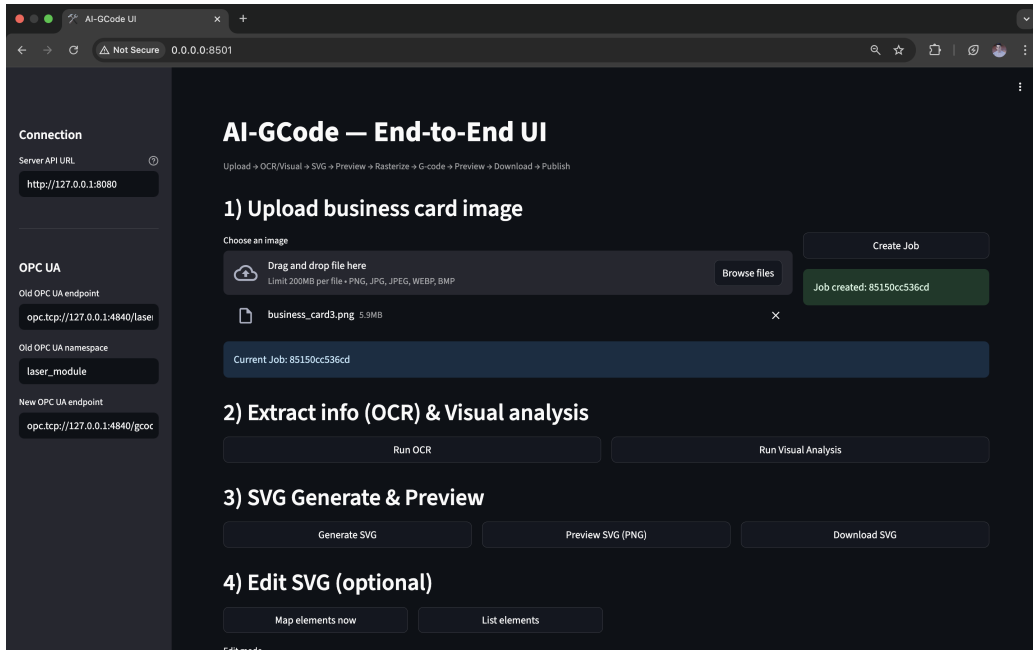 AI-GCode UI
Not Secure 0.0.0.0:8501
Connection
Server API URL
http://127.0.0.1:8080
OPC UA
Old OPC UA endpoint
opc.tcp://127.0.0.1:4840/laser
Old OPC UA namespace
laser_module
New OPC UA endpoint
opc.tcp://127.0.0.1:4840/gcod
AI-GCode — End-to-End UI
Upload → OCR/Visual → SVG → Preview → Rasterize → G-code → Preview → Download → Publish
1) Upload business card image
Choose an image
Drag and drop file here
Limit 200MB per file • PNG, JPG, JPEG, WEBP, BMP
Browse files
business_card3.png 5.9MB
Create Job
Job created: 85150cc536cd
Current Job: 85150cc536cd
2) Extract info (OCR) & Visual analysis
Run OCR
Run Visual Analysis
3) SVG Generate & Preview
Generate SVG
Preview SVG (PNG)
Download SVG
4) Edit SVG (optional)
Map elements now
List elements
Edit mode